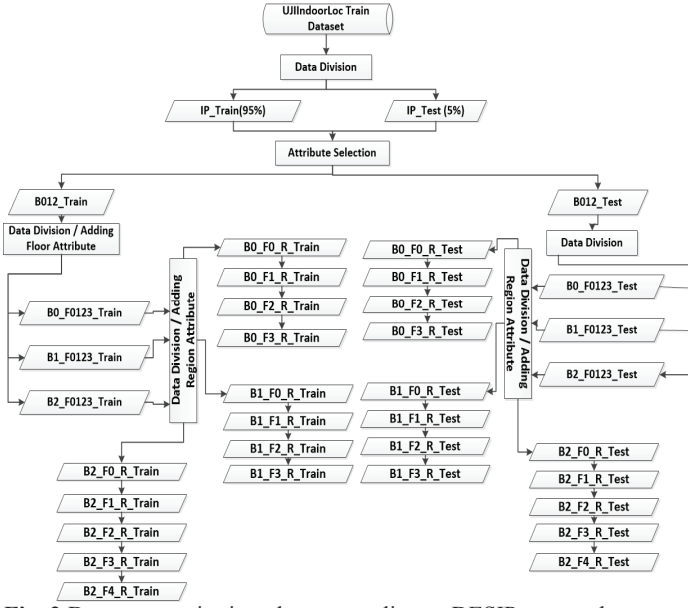 UJIIndoorLoc Train
Dataset
Data Division
IP_Train(95%)
IP_Test (5%)
Attribute Selection
B012_Train
B012_Test
Data Division / Adding
Floor Attribute
Data Division
B0_F0123_Train
B1_F0123_Train
B2_F0123_Train
Data Division / Adding
Region Attribute
B0_F0_R_Train
B0_F1_R_Train
B0_F2_R_Train
B0_F3_R_Train
B1_F0_R_Train
B1_F1_R_Train
B1_F2_R_Train
B1_F3_R_Train
B2_F0_R_Train
B2_F1_R_Train
B2_F2_R_Train
B2_F3_R_Train
B2_F4_R_Train
B0_F0_R_Test
B0_F1_R_Test
B0_F2_R_Test
B0_F3_R_Test
B1_F0_R_Test
B1_F1_R_Test
B1_F2_R_Test
B1_F3_R_Test
Data Division / Adding
Region Attribute
B0_F0123_Test
B1_F0123_Test
B2_F0123_Test
B2_F0_R_Test
B2_F1_R_Test
B2_F2_R_Test
B2_F3_R_Test
B2_F4_R_Test
Fig. 2